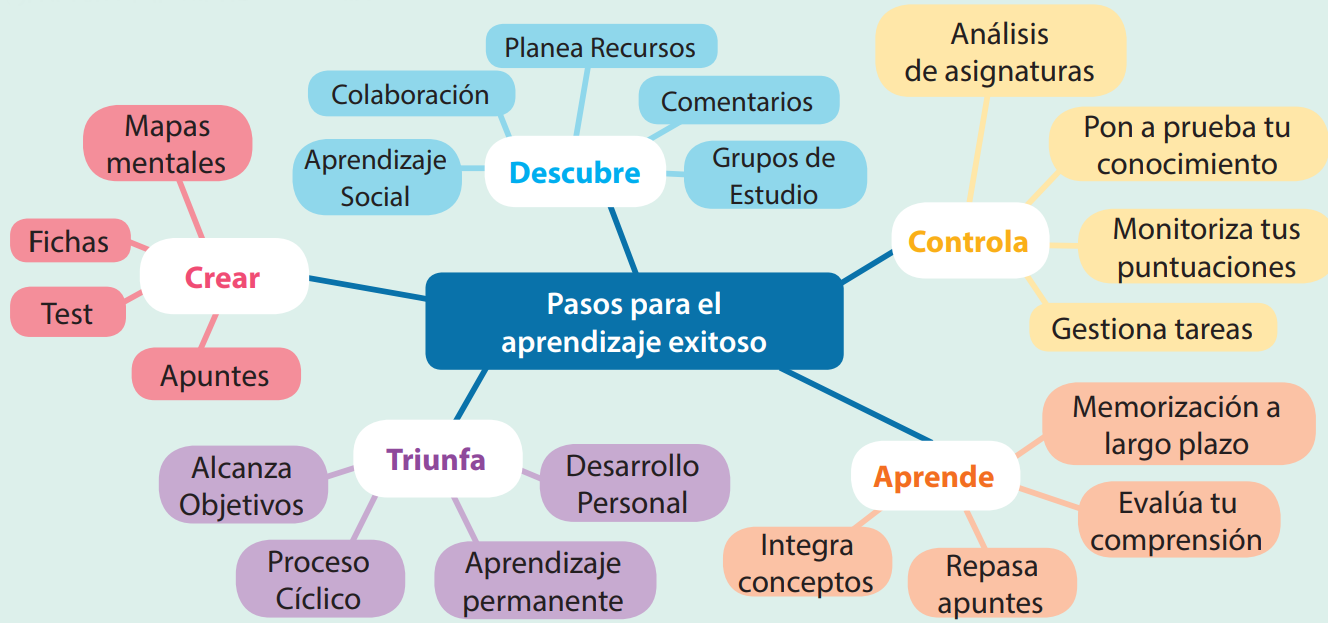 Pasos para el
aprendizaje exitoso
Descubre
Aprendizaje
Social
Colaboración
Planea Recursos
Comentarios
Grupos de
Estudio
Controla
Análisis
de asignaturas
Pon a prueba tu
conocimiento
Monitoriza tus
puntuaciones
Gestiona tareas
Aprende
Memorización a
largo plazo
Evalúa tu
comprensión
Repasa
apuntes
Integra
conceptos
Triunfa
Desarrollo
Personal
Aprendizaje
permanente
Proceso
Cíclico
Alcanza
Objetivos
Crear
Mapas
mentales
Fichas
Test
Apuntes